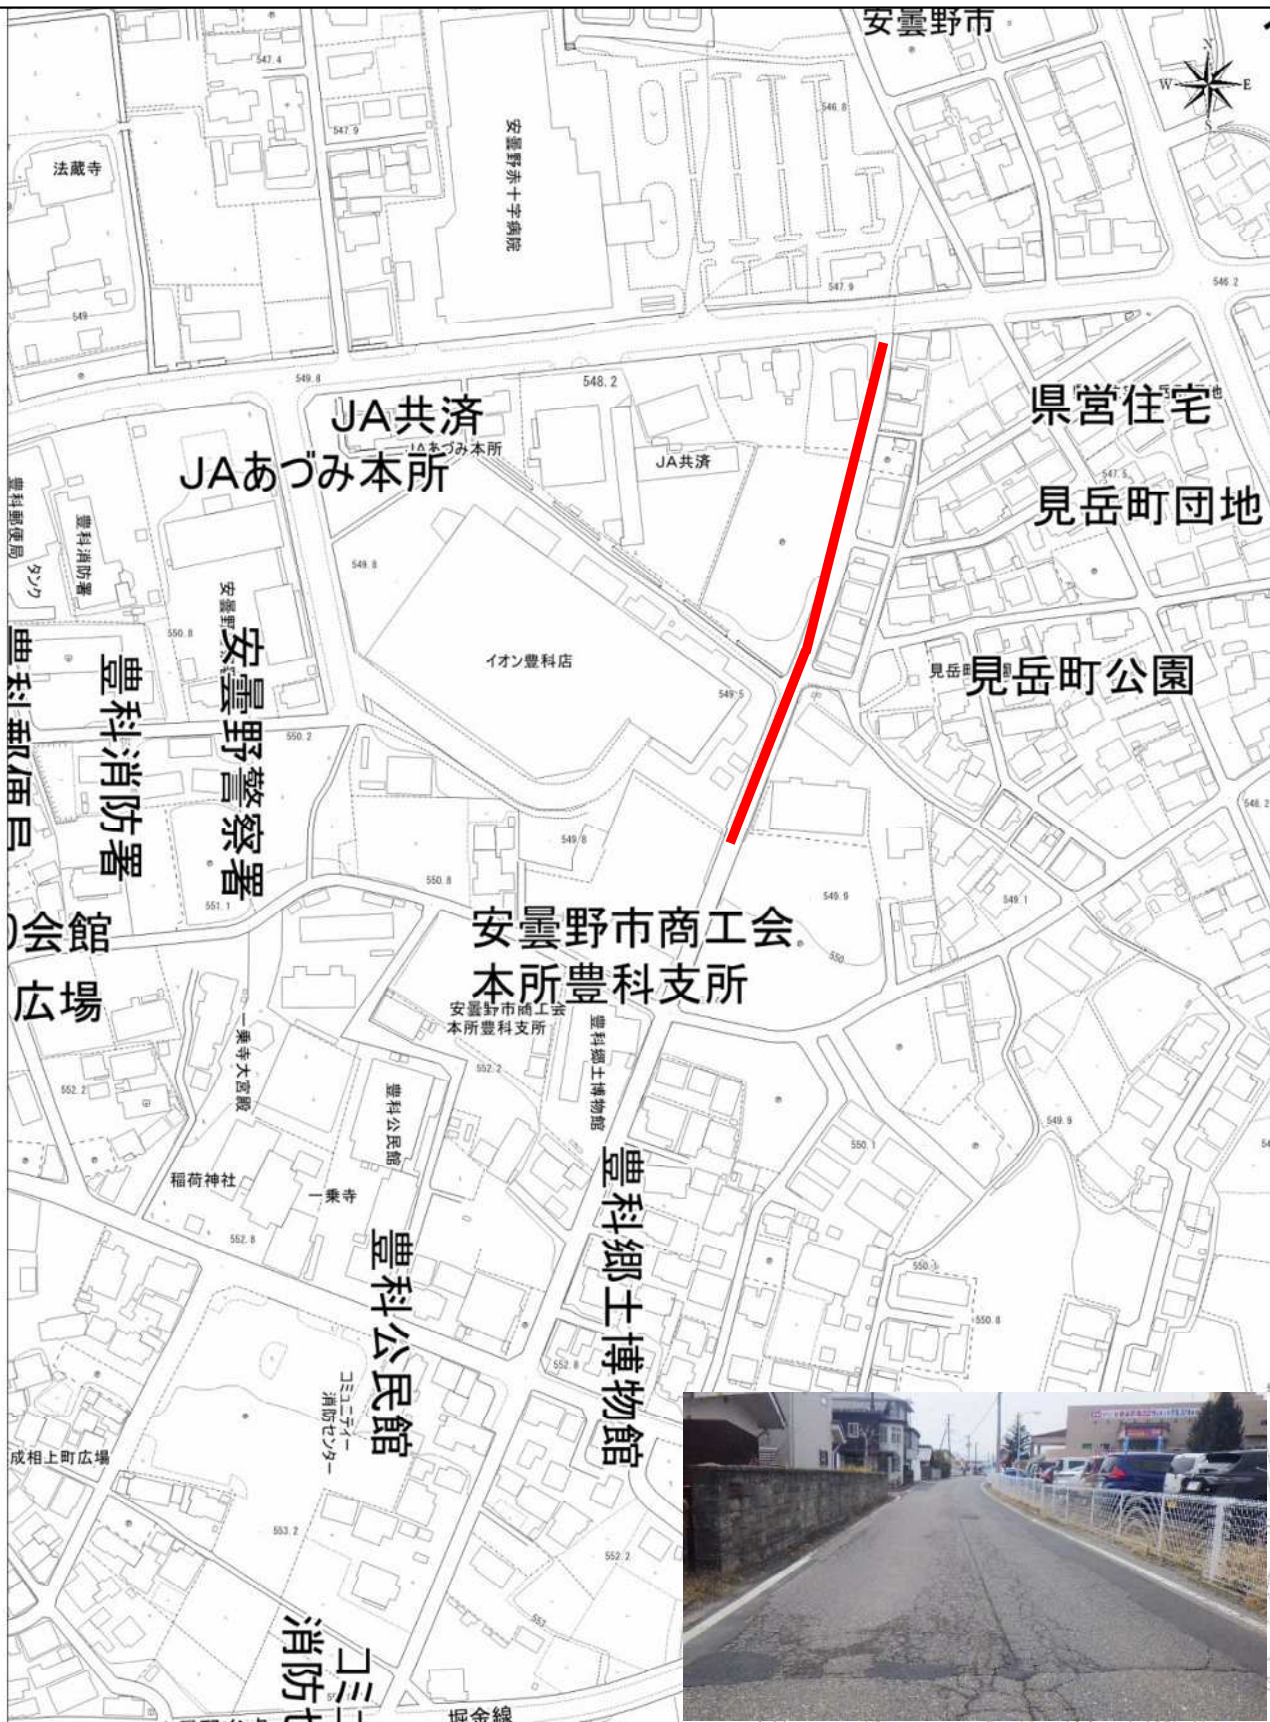 安曇野市
N
W
E
S
547.4
546.8
547.9
法蔵寺
安曇野赤十字病院
547.9
546.2
549
549.8
548.2
JA共済
県営住宅
JAあづみ本所
JAあづみ本所
JA共済
547.5
見岳町団地
豊科郵便局
タンク
豊科消防署
549.8
安曇野
550.8
イオン豊科店
549.5
見岳町公園
豊科郵便局
豊科消防署
安曇野警察署
550.2
548.2
549.8
550.8
549.9
549.1
551.1
会館
広場
安曇野市商工会
本所豊科支所
550
安曇野市商工会
本所豊科支所
豊科郷土博物館
一乗寺大宮殿
552.2
552.2
豊科公民館
549.9
550.1
稲荷神社
一乗寺
552.8
豊科公民館
豊科郷土博物館
550.8
552.8
コミュニティー
消防センター
成相上町広場
553.2
552.2
553
コミュ
消防セ
堀金線